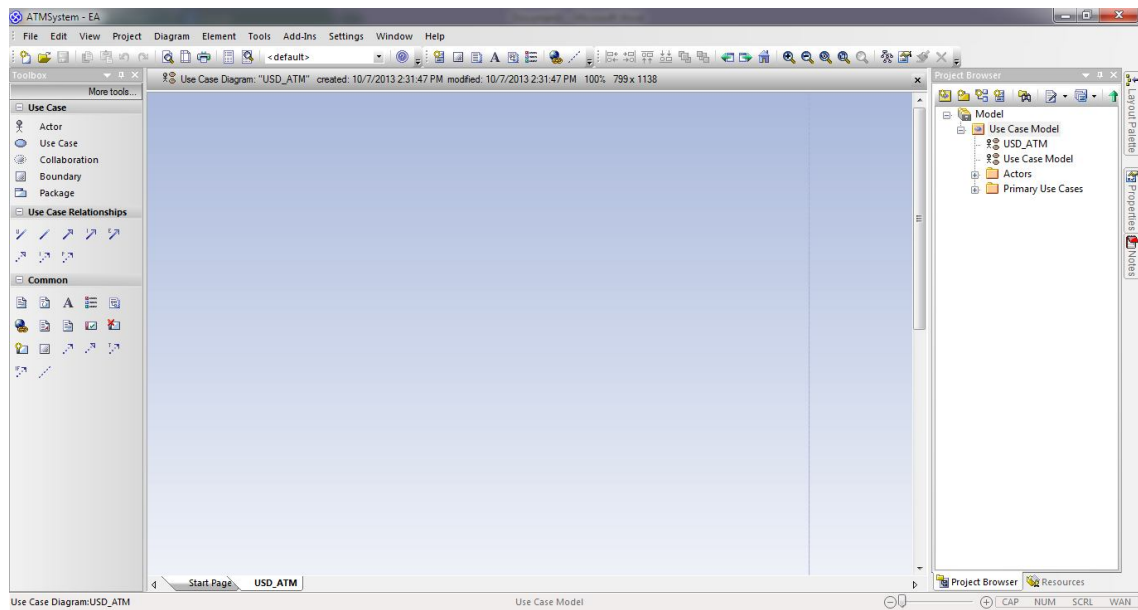 ATMSystem - EA
File Edit View Project Diagram Element Tools Add-Ins Settings Window Help
<default>
Toolbox
Use Case Diagram: "USD_ATM" created: 10/7/2013 2:31:47 PM modified: 10/7/2013 2:31:47 PM 100% 799 x 1138
Project Browser
More tools...
Use Case
Actor
Use Case
Collaboration
Boundary
Package
Use Case Relationships
Common
Model
Use Case Model
USD_ATM
Use Case Model
Actors
Primary Use Cases
Layout Palette
Properties
Notes
Start Page USD_ATM
Project Browser Resources
Use Case Diagram:USD_ATM Use Case Model CAP NUM SCRL WAN